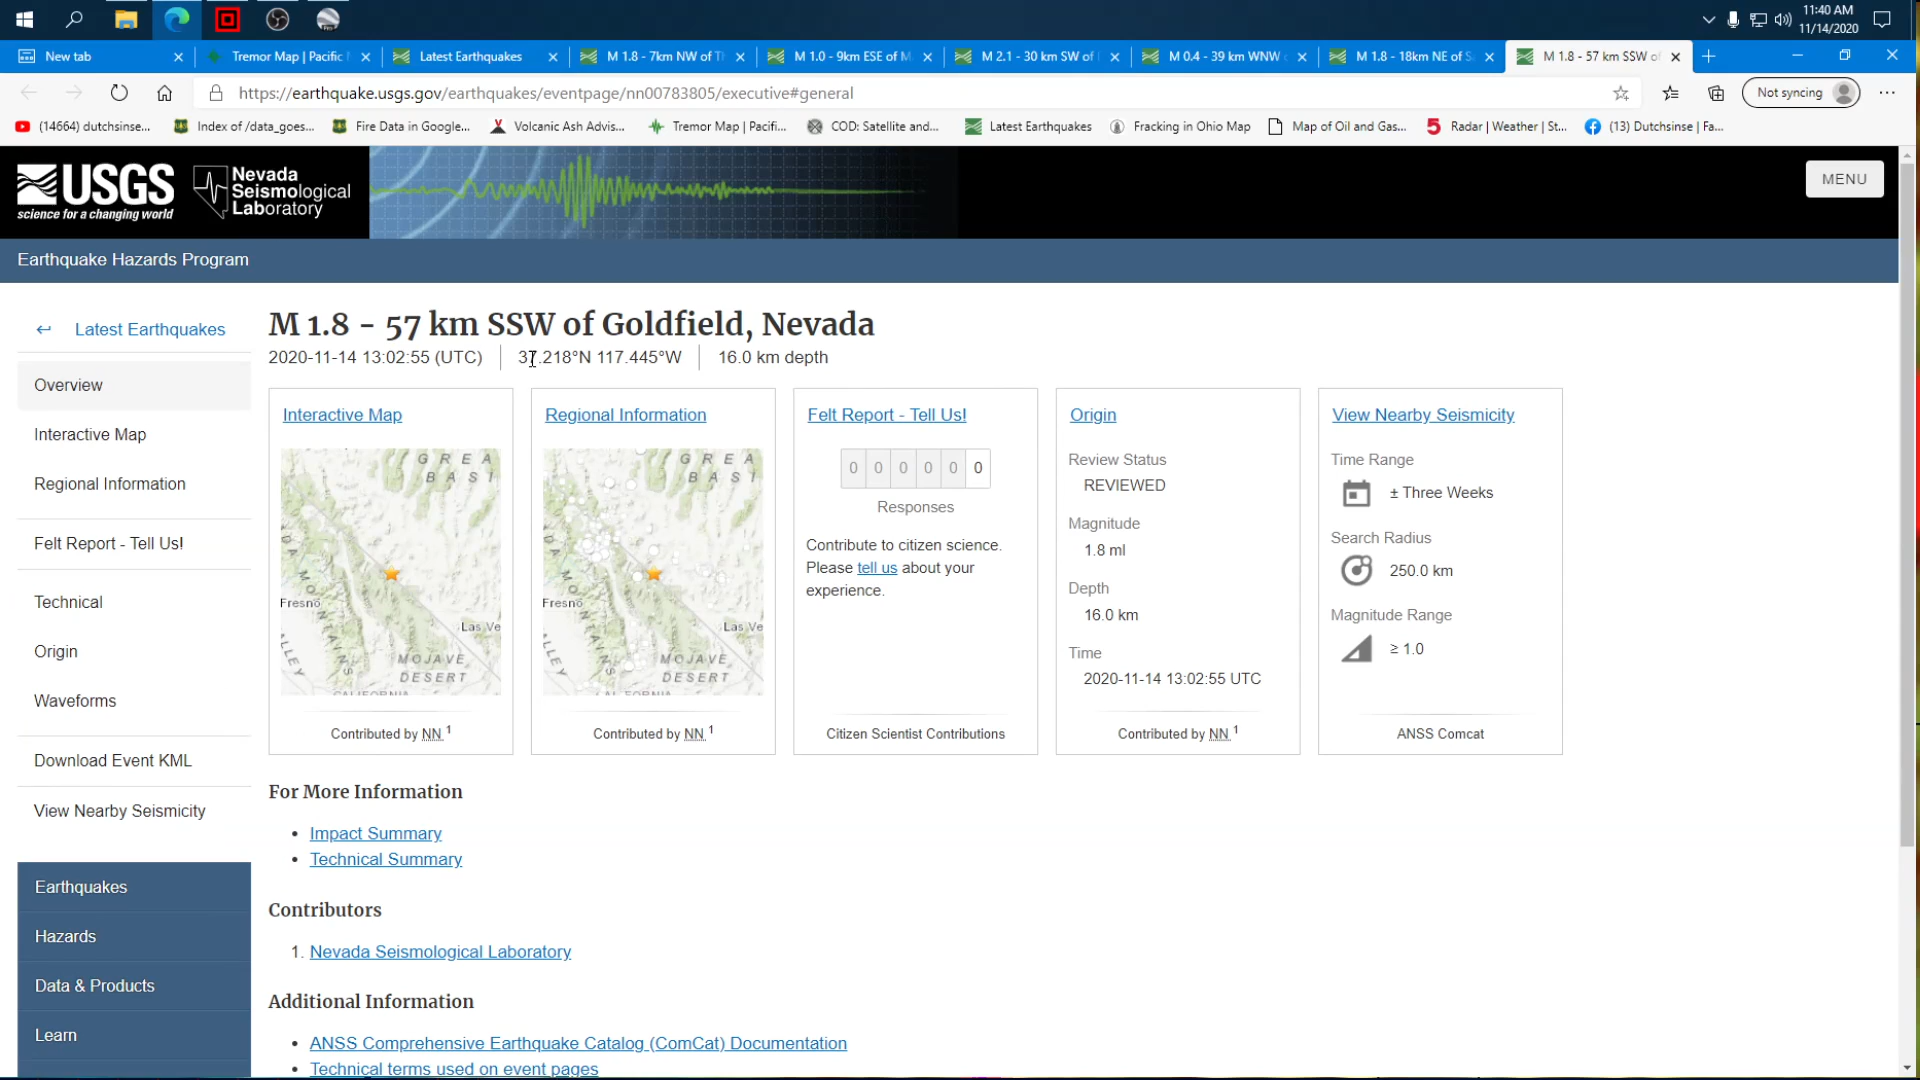 11:40 AM
11/14/2020
New tab
Tremor Map | Pacific
Latest Earthquakes
M 1.8 - 7km NW of
M 1.0 - 9km ESE of M
M 2.1 - 30 km SW of
M 0.4 - 39 km WNW
M 1.8 - 18km NE of S
M 1.8 - 57 km SSW of
https://earthquake.usgs.gov/earthquakes/eventpage/nn00783805/executive#general
Not syncing
(14664) dutchsinse...
Index of /data_goes...
Fire Data in Google...
Volcanic Ash Advis...
Tremor Map | Pacifi...
COD: Satellite and...
Latest Earthquakes
Fracking in Ohio Map
Map of Oil and Gas...
Radar | Weather | St...
(13) Dutchsinse | Fa...
USGS
science for a changing world
Nevada
Seismological
Laboratory
MENU
Earthquake Hazards Program
Latest Earthquakes
Overview
Interactive Map
Regional Information
Felt Report - Tell Us!
Technical
Origin
Waveforms
Download Event KML
View Nearby Seismicity
Earthquakes
Hazards
Data & Products
Learn
M 1.8 - 57 km SSW of Goldfield, Nevada
2020-11-14 13:02:55 (UTC)
37.218°N 117.445°W
16.0 km depth
Interactive Map
GREA
BASI
Fresno
Las Ve
MOJAVE
DESERT
Contributed by NN 1
Regional Information
GREA
BASI
Fresno
Las Ve
MOJAVE
DESERT
Contributed by NN 1
Felt Report - Tell Us!
0 0 0 0 0 0
Responses
Contribute to citizen science.
Please tell us about your
experience.
Citizen Scientist Contributions
Origin
Review Status
REVIEWED
Magnitude
1.8 ml
Depth
16.0 km
Time
2020-11-14 13:02:55 UTC
Contributed by NN 1
View Nearby Seismicity
Time Range
± Three Weeks
Search Radius
250.0 km
Magnitude Range
≥ 1.0
ANSS Comcat
For More Information
• Impact Summary
• Technical Summary
Contributors
1. Nevada Seismological Laboratory
Additional Information
• ANSS Comprehensive Earthquake Catalog (ComCat) Documentation
• Technical terms used on event pages